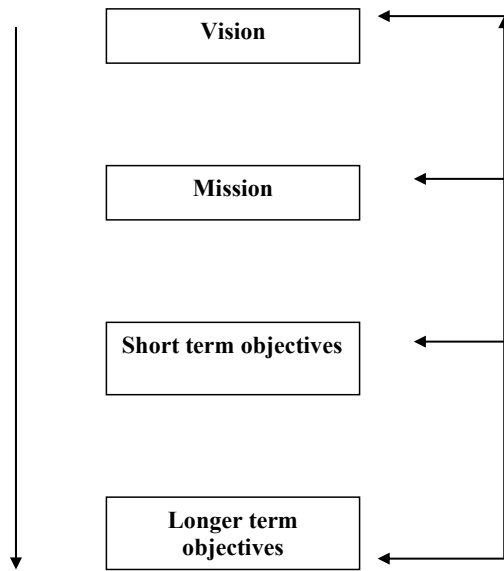 Vision
Mission
Short term objectives
Longer term
objectives